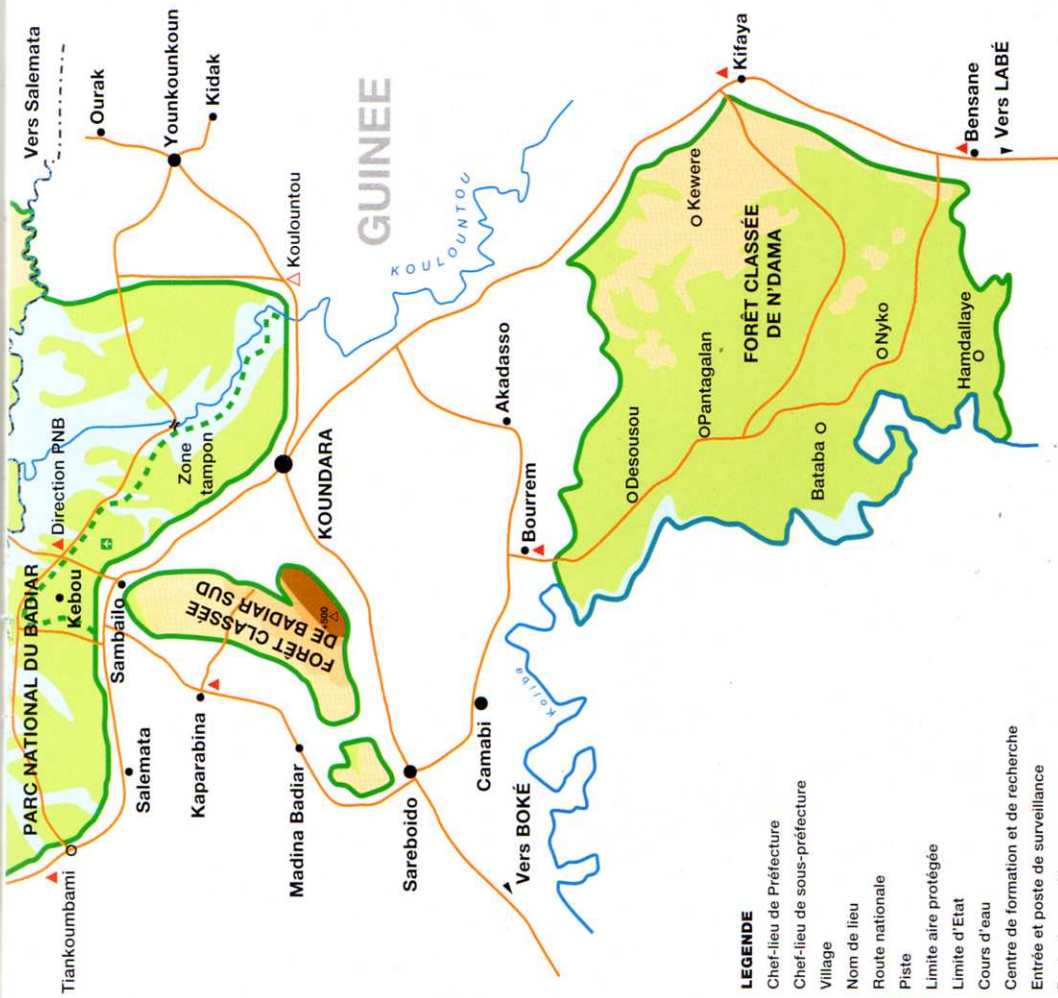 Vers Salemata
Ourak
Younkounkoun
Kidak
GUINEE
Koulountou
KOULOUNTOU
PARC NATIONAL DU BADIAR
Direction PNB
Kebou
Zone
tampon
Tiankoumbami
Sambailo
Salemata
Kaparabina
FORÊT CLASSÉE
DE BADIAR SUD
+500
KOUNDARA
Madina Badiar
Sareboido
Camabi
Vers BOKÉ
Koliba
Bourrem
Akadasso
Kifaya
Kewere
FORÊT CLASSÉE
DE N'DAMA
Desousou
Pantagalan
Bataba
Nyko
Hamdallaye
Bensane
Vers LABÉ
LEGENDE
Chef-lieu de Préfecture
Chef-lieu de sous-préfecture
Village
Nom de lieu
Route nationale
Piste
Limite aire protégée
Limite d'Etat
Cours d'eau
Centre de formation et de recherche
Entrée et poste de surveillance